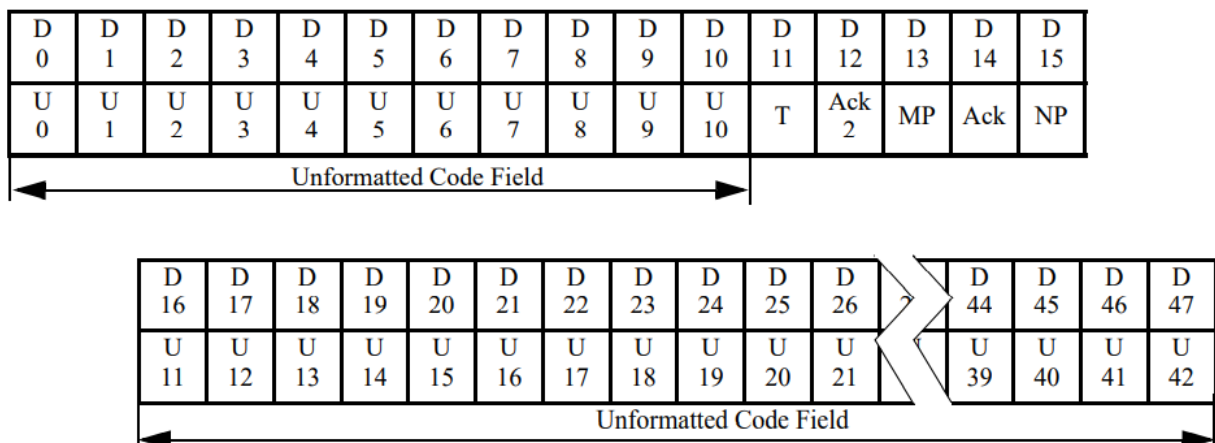 D D D D D D D D D D D D D D D D
0 1 2 3 4 5 6 7 8 9 10 11 12 13 14 15
U U U U U U U U U U U T Ack MP Ack NP
0 1 2 3 4 5 6 7 8 9 10 2
Unformatted Code Field
D D D D D D D D D D D D D D D
16 17 18 19 20 21 22 23 24 25 26 44 45 46 47
U U U U U U U U U U U U U U U
11 12 13 14 15 16 17 18 19 20 21 39 40 41 42
Unformatted Code Field